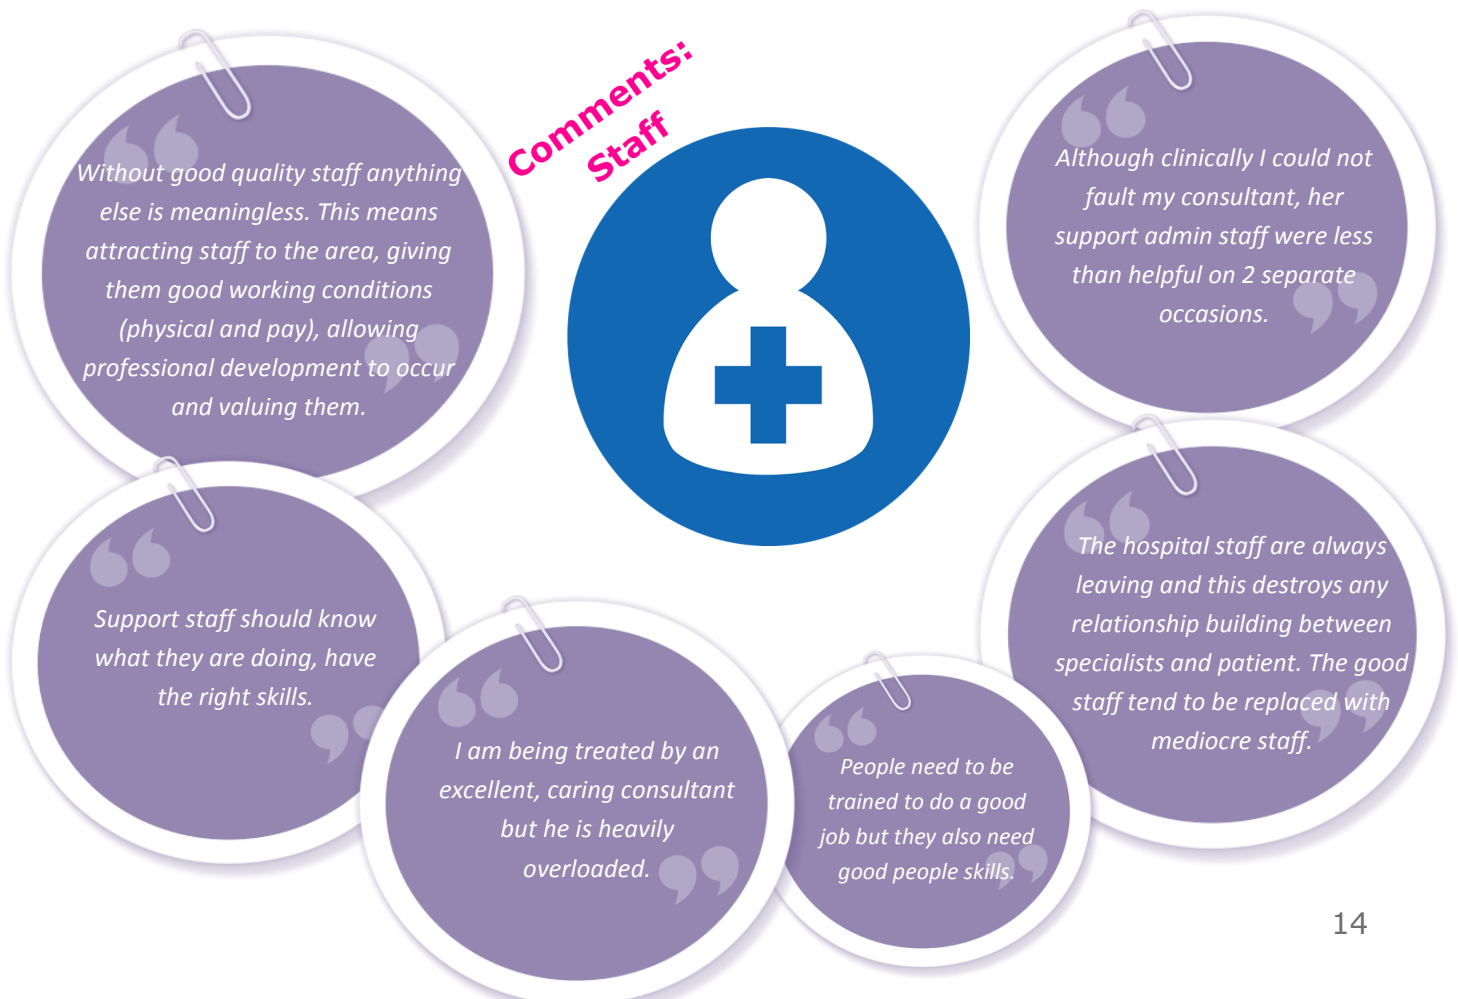 Comments:
Staff
Without good quality staff anything
else is meaningless. This means
attracting staff to the area, giving
them good working conditions
(physical and pay), allowing
professional development to occur
and valuing them.
Although clinically I could not
fault my consultant, her
support admin staff were less
than helpful on 2 separate
occasions.
Support staff should know
what they are doing, have
the right skills.
I am being treated by an
excellent, caring consultant
but he is heavily
overloaded.
People need to be
trained to do a good
job but they also need
good people skills.
The hospital staff are always
leaving and this destroys any
relationship building between
specialists and patient. The good
staff tend to be replaced with
mediocre staff.
14